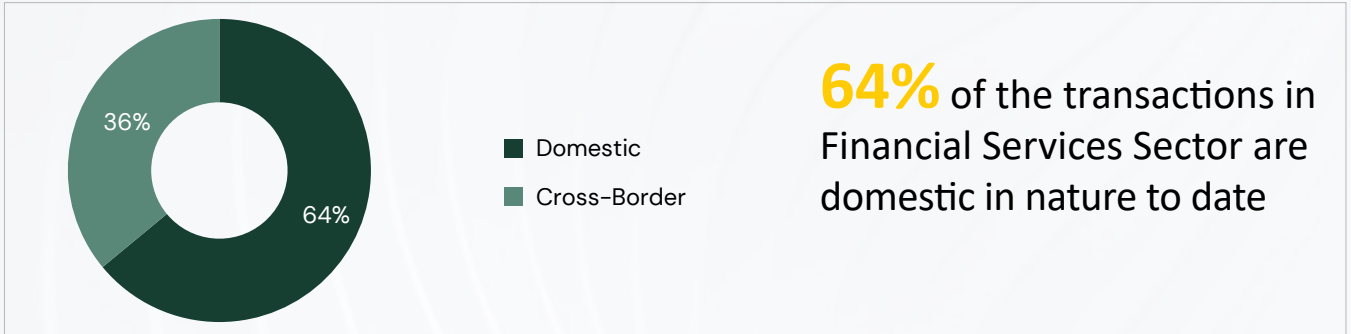 36%
64%
Domestic
Cross-Border
64% of the transactions in
Financial Services Sector are
domestic in nature to date